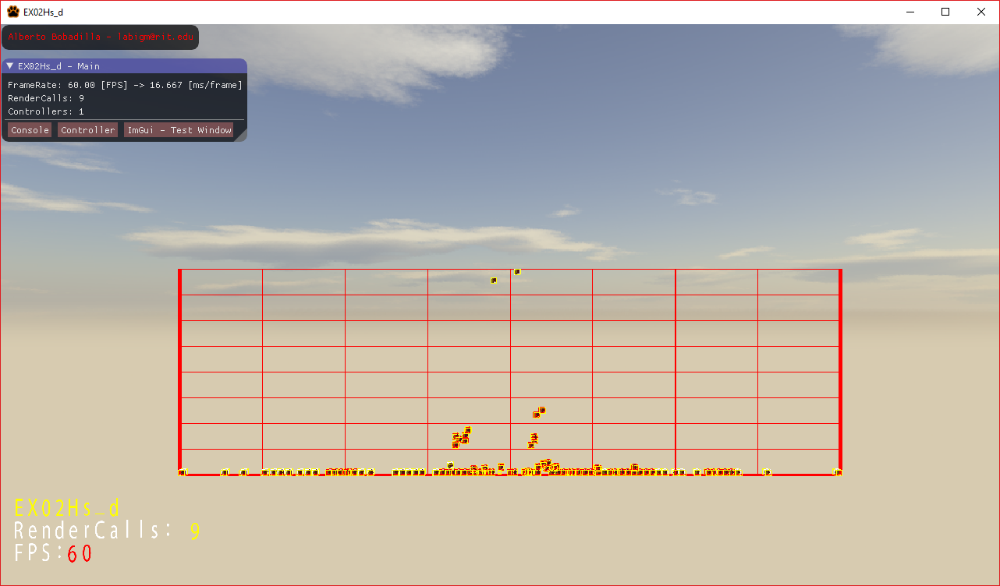 EX02Hs_d
Alberto Bobadilla - labigm@rit.edu
EX02Hs_d - Main
FrameRate: 60.00 [FPS] -> 16.667 [ms/frame]
RenderCalls: 9
Controllers: 1
Console Controller ImGui - Test Window
EX02Hs_d
RenderCalls: 9
FPS:60